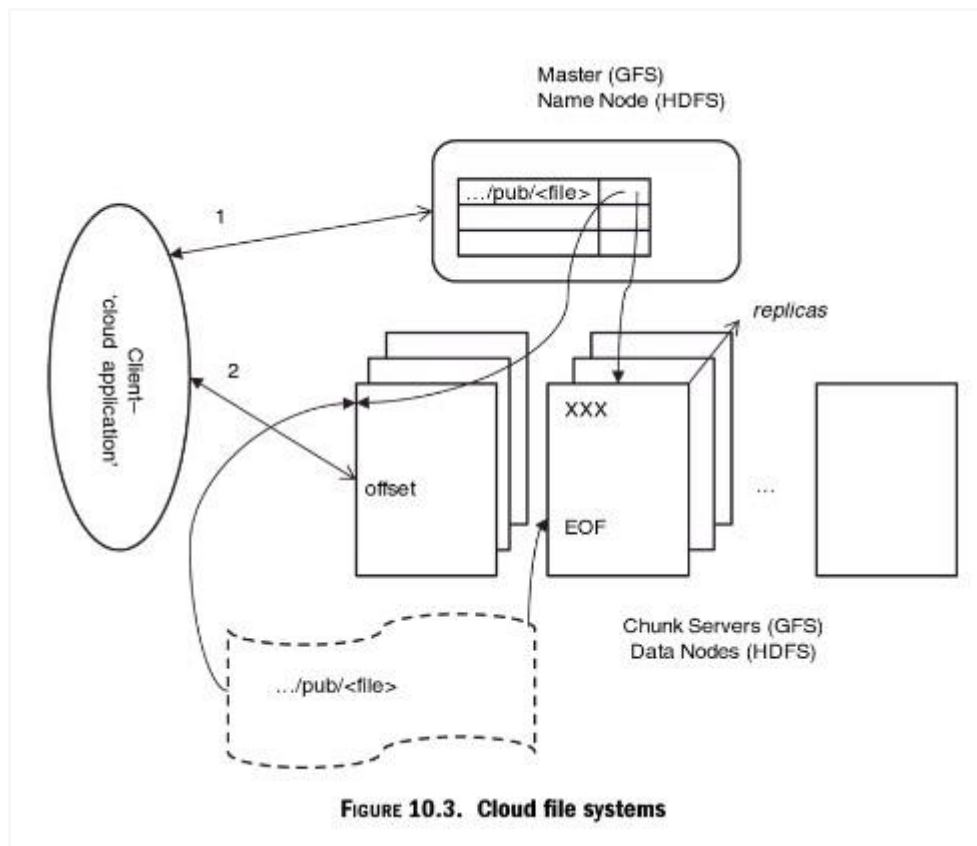 Master (GFS)
Name Node (HDFS)
…/pub/<file>
1
Client–
'cloud application'
replicas
2
XXX
offset
EOF
...
Chunk Servers (GFS)
Data Nodes (HDFS)
…/pub/<file>
FIGURE 10.3. Cloud file systems